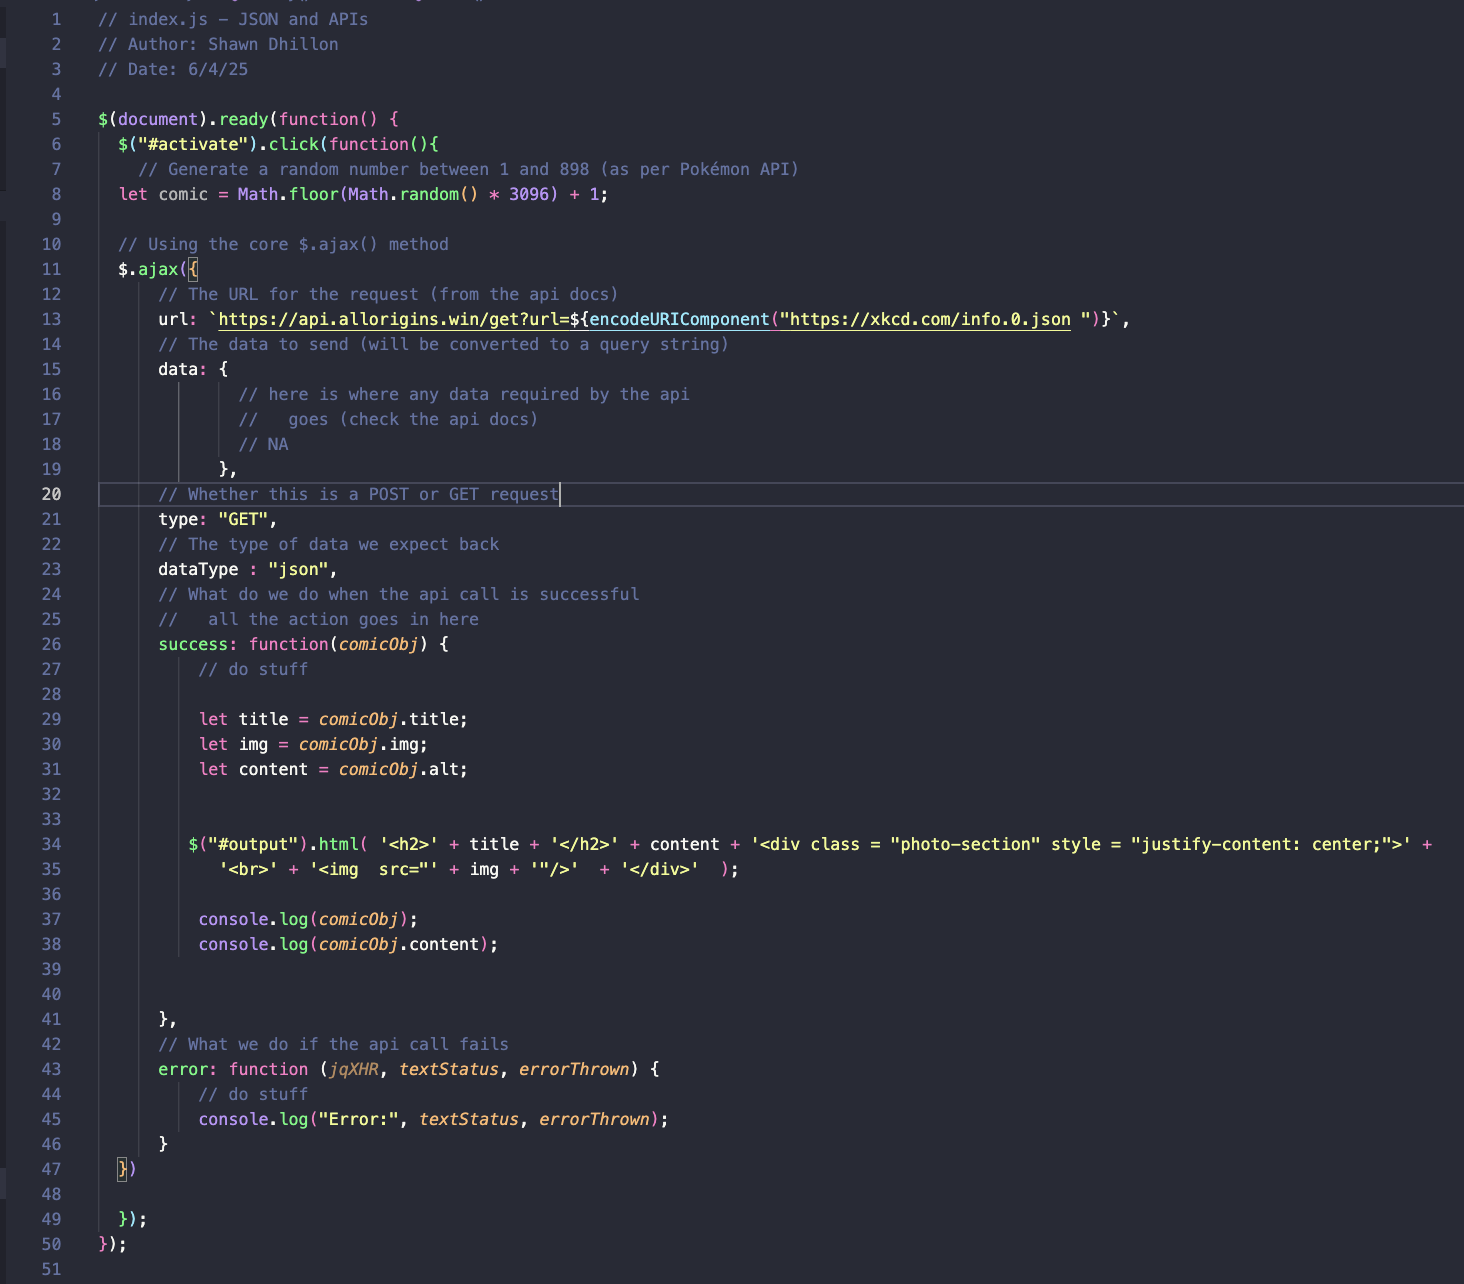 1 // index.js – JSON and APIs
2 // Author: Shawn Dhillon
3 // Date: 6/4/25
4
5 $(document).ready(function() {
6 $("#activate").click(function(){
7 // Generate a random number between 1 and 898 (as per Pokémon API)
8 let comic = Math.floor(Math.random() * 3096) + 1;
9
10 // Using the core $.ajax() method
11 $.ajax({
12 // The URL for the request (from the api docs)
13 url: `https://api.allorigins.win/get?url=${encodeURIComponent("https://xkcd.com/info.0.json ")}`,
14 // The data to send (will be converted to a query string)
15 data: {
16 // here is where any data required by the api
17 //   goes (check the api docs)
18 // NA
19 },
20 // Whether this is a POST or GET request
21 type: "GET",
22 // The type of data we expect back
23 dataType : "json",
24 // What do we do when the api call is successful
25 //   all the action goes in here
26 success: function(comicObj) {
27 // do stuff
28
29 let title = comicObj.title;
30 let img = comicObj.img;
31 let content = comicObj.alt;
32
33
34 $("#output").html( '<h2>' + title + '</h2>' + content + '<div class = "photo-section" style = "justify-content: center;">' +
35 '<br>' + '<img  src="' + img + '"/>'  + '</div>'  );
36
37 console.log(comicObj);
38 console.log(comicObj.content);
39
40
41 },
42 // What we do if the api call fails
43 error: function (jqXHR, textStatus, errorThrown) {
44 // do stuff
45 console.log("Error:", textStatus, errorThrown);
46 }
47 })
48
49 });
50 });
51